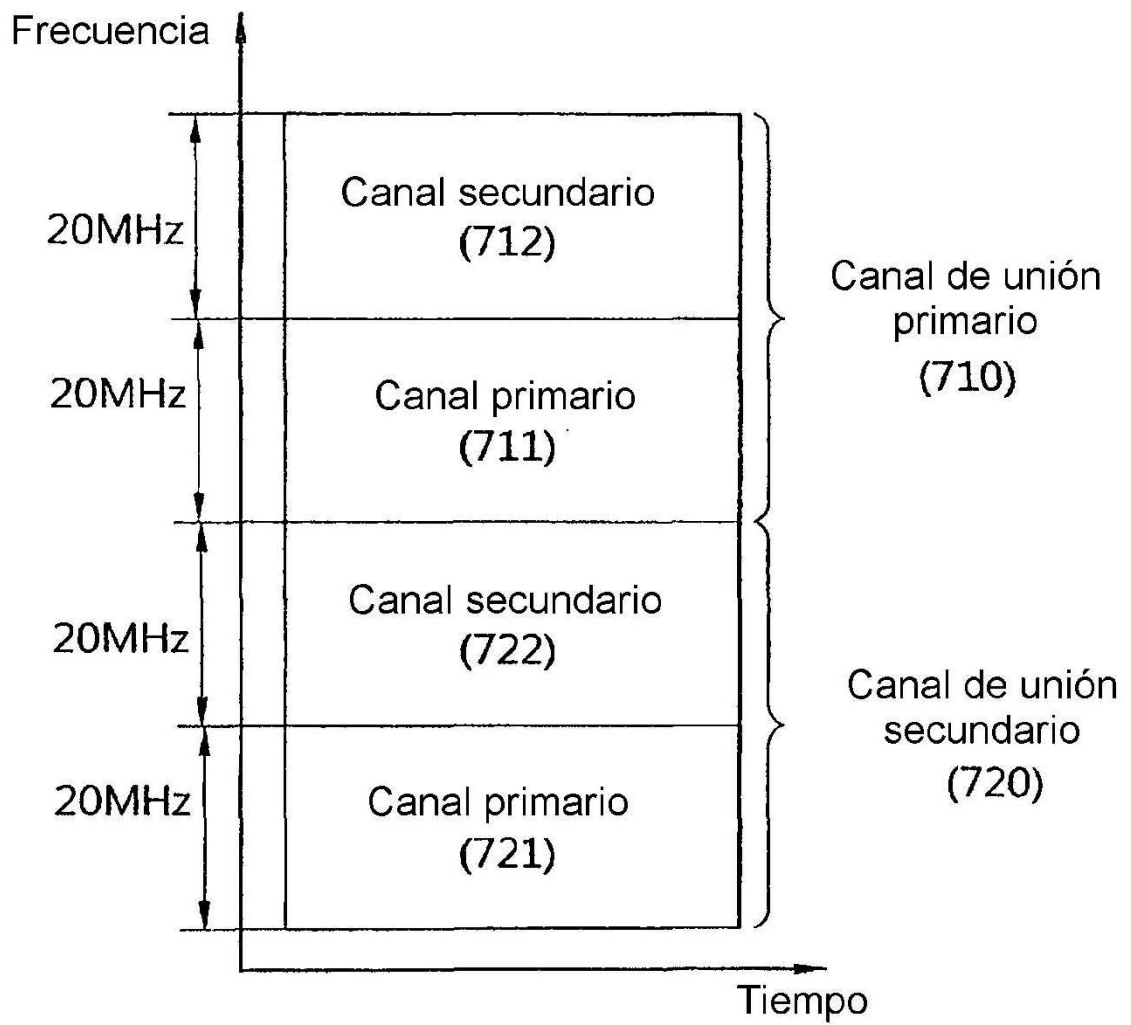 Frecuencia
20MHz
Canal secundario
(712)
Canal de unión
primario
(710)
20MHz
Canal primario
(711)
20MHz
Canal secundario
(722)
Canal de unión
secundario
(720)
20MHz
Canal primario
(721)
Tiempo